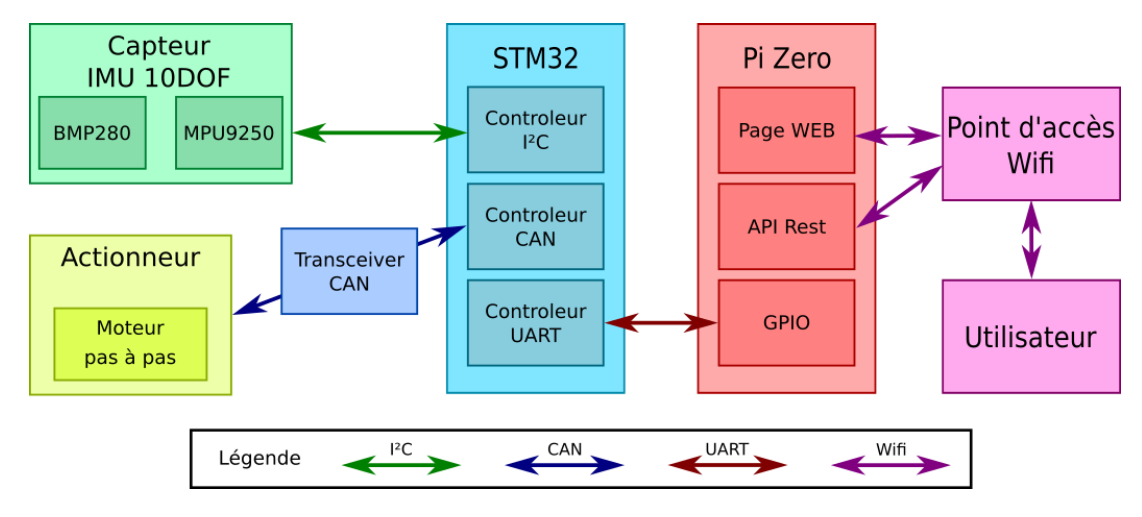 Capteur
IMU 10DOF
BMP280
MPU9250
Actionneur
Moteur
pas à pas
Transceiver
CAN
STM32
Controleur
I²C
Controleur
CAN
Controleur
UART
Pi Zero
Page WEB
API Rest
GPIO
Point d'accès
Wifi
Utilisateur
Légende
I²C
CAN
UART
Wifi